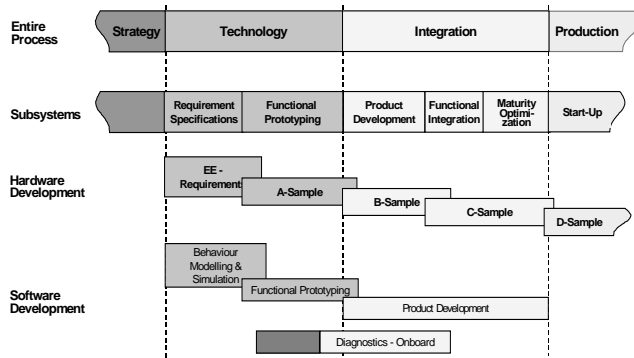 Entire
Process
Strategy
Technology
Integration
Production
Subsystems
Requirement
Specifications
Functional
Prototyping
Product
Development
Functional
Integration
Maturity
Optimi-
zation
Start-Up
Hardware
Development
EE -
Requirements
A-Sample
B-Sample
C-Sample
D-Sample
Software
Development
Behaviour
Modelling &
Simulation
Functional Prototyping
Product Development
Diagnostics - Onboard